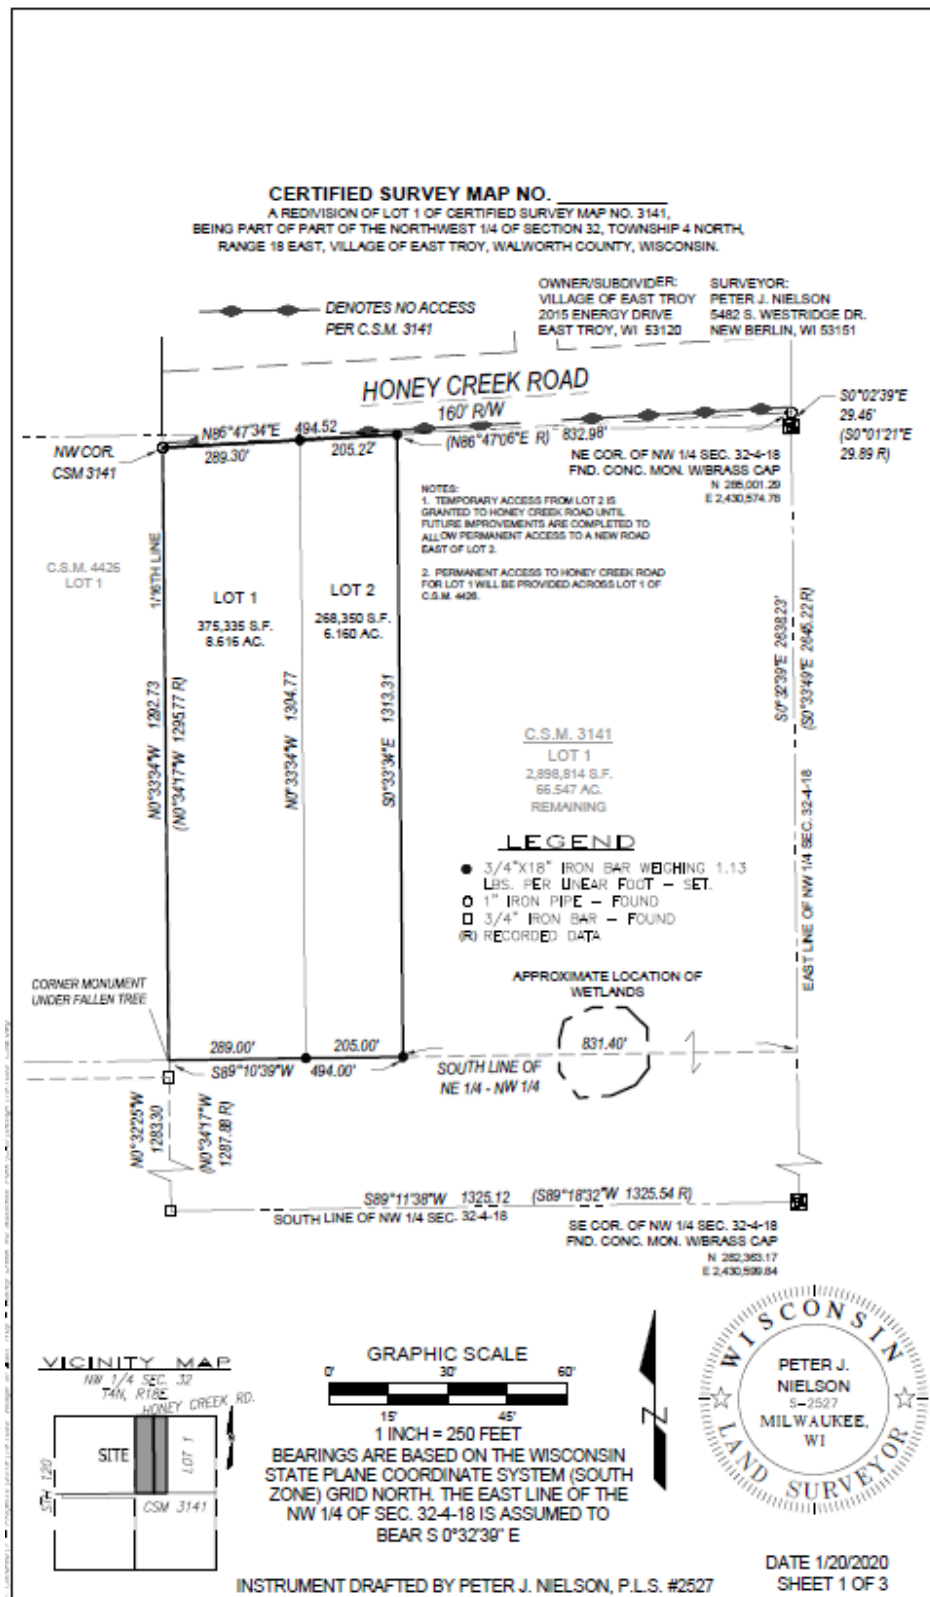 CERTIFIED SURVEY MAP NO.
A REDIVISION OF LOT 1 OF CERTIFIED SURVEY MAP NO. 3141,
BEING PART OF PART OF THE NORTHWEST 1/4 OF SECTION 32, TOWNSHIP 4 NORTH,
RANGE 18 EAST, VILLAGE OF EAST TROY, WALWORTH COUNTY, WISCONSIN.
OWNER/SUBDIVIDER:
VILLAGE OF EAST TROY
2015 ENERGY DRIVE
EAST TROY, WI 53120
SURVEYOR:
PETER J. NIELSON
5482 S. WESTRIDGE DR.
NEW BERLIN, WI 53151
DENOTES NO ACCESS
PER C.S.M. 3141
HONEY CREEK ROAD
160' R/W
S0°02'39"E
29.46'
(S0°01'21"E
29.89 R)
N86°47'34"E 494.52
289.30'
205.22'
(N86°47'06"E R) 832.98'
NW COR.
CSM 3141
NE COR. OF NW 1/4 SEC. 32-4-18
FND. CONC. MON. W/BRASS CAP
N 285,001.29
E 2,430,574.78
NOTES:
1. TEMPORARY ACCESS FROM LOT 2 IS
GRANTED TO HONEY CREEK ROAD UNTIL
FUTURE IMPROVEMENTS ARE COMPLETED TO
ALLOW PERMANENT ACCESS TO A NEW ROAD
EAST OF LOT 2.
2. PERMANENT ACCESS TO HONEY CREEK ROAD
FOR LOT 1 WILL BE PROVIDED ACROSS LOT 1 OF
C.S.M. 4426.
C.S.M. 4426
LOT 1
1/16TH LINE
LOT 1
375,335 S.F.
8.616 AC.
LOT 2
268,350 S.F.
6.160 AC.
N0°33'34"W 1292.73
(N0°34'17"W 1295.77 R)
N0°33'34"W 1304.77
S0°33'34"E 1313.31
S0°32'39"E 2638.23'
(S0°33'49"E 2645.22 R)
EAST LINE OF NW 1/4 SEC. 32-4-18
C.S.M. 3141
LOT 1
2,898,814 S.F.
66.547 AC.
REMAINING
LEGEND
3/4"X18" IRON BAR WEIGHING 1.13
LBS. PER LINEAR FOOT – SET.
1" IRON PIPE – FOUND
3/4" IRON BAR – FOUND
(R) RECORDED DATA
APPROXIMATE LOCATION OF
WETLANDS
CORNER MONUMENT
UNDER FALLEN TREE
289.00'
205.00'
831.40'
S89°10'39"W 494.00'
SOUTH LINE OF
NE 1/4 - NW 1/4
N0°32'25"W
1283.30
(N0°34'17"W
1287.88 R)
S89°11'38"W 1325.12 (S89°18'32"W 1325.54 R)
SOUTH LINE OF NW 1/4 SEC. 32-4-18
SE COR. OF NW 1/4 SEC. 32-4-18
FND. CONC. MON. W/BRASS CAP
N 282,363.17
E 2,430,599.84
VICINITY MAP
NW 1/4 SEC. 32
T4N, R18E
HONEY CREEK RD.
SITE
LOT 1
STH 120
CSM 3141
GRAPHIC SCALE
0' 30' 60'
15' 45'
1 INCH = 250 FEET
BEARINGS ARE BASED ON THE WISCONSIN
STATE PLANE COORDINATE SYSTEM (SOUTH
ZONE) GRID NORTH. THE EAST LINE OF THE
NW 1/4 OF SEC. 32-4-18 IS ASSUMED TO
BEAR S 0°32'39" E
N
WISCONSIN
PETER J.
NIELSON
S-2527
MILWAUKEE,
WI
LAND SURVEYOR
DATE 1/20/2020
SHEET 1 OF 3
INSTRUMENT DRAFTED BY PETER J. NIELSON, P.L.S. #2527